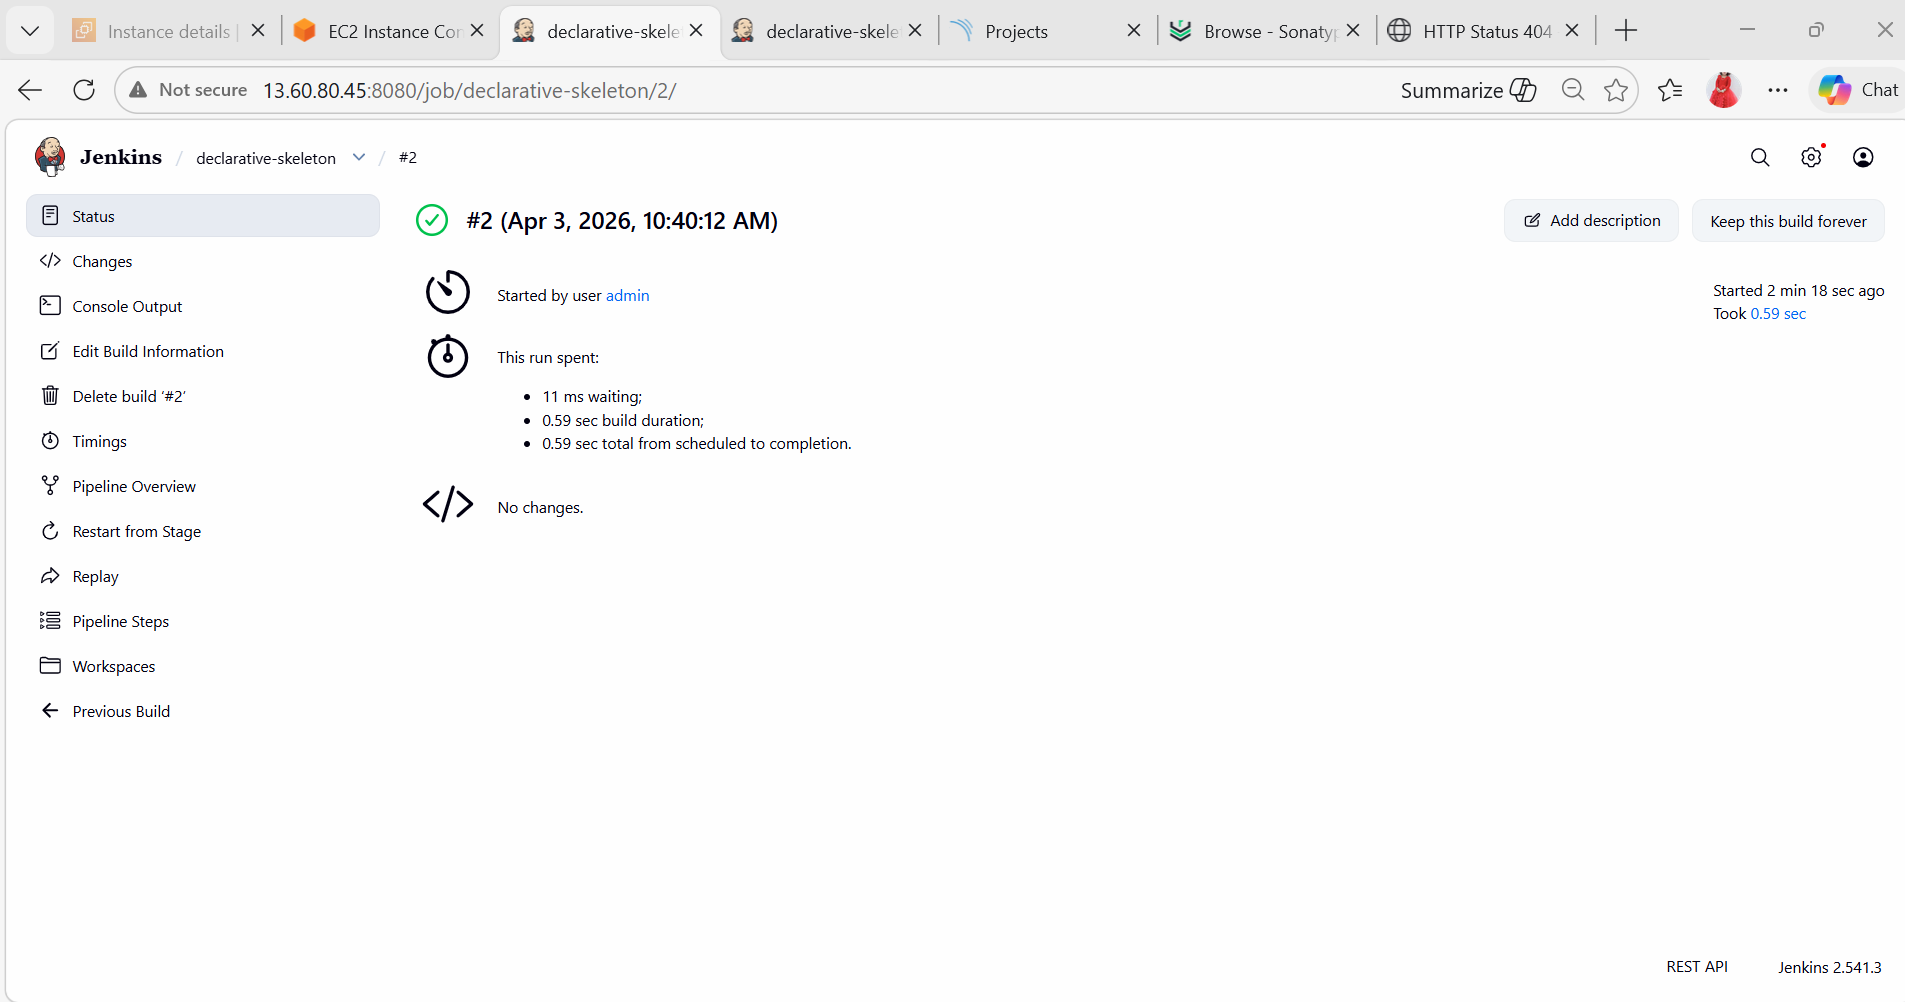 Instance details |
EC2 Instance Con
declarative-skele
declarative-skele
Projects
Browse - Sonatyp
HTTP Status 404
Not secure
13.60.80.45:8080/job/declarative-skeleton/2/
Summarize
Chat
Jenkins / declarative-skeleton / #2
Status
Changes
Console Output
Edit Build Information
Delete build ‘#2’
Timings
Pipeline Overview
Restart from Stage
Replay
Pipeline Steps
Workspaces
Previous Build
#2 (Apr 3, 2026, 10:40:12 AM)
Add description
Keep this build forever
Started by user admin
Started 2 min 18 sec ago
Took 0.59 sec
This run spent:
11 ms waiting;
0.59 sec build duration;
0.59 sec total from scheduled to completion.
No changes.
REST API
Jenkins 2.541.3